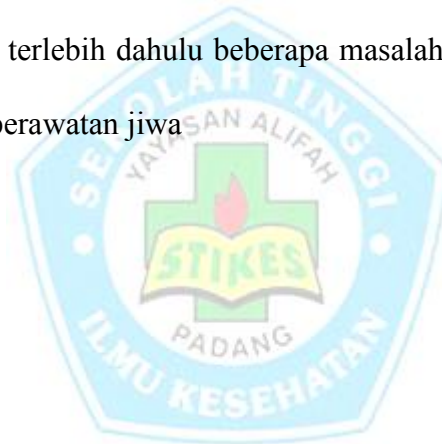 terlebih dahulu beberapa masalah
perawatan jiwa
SEKOLAH TINGGI
YAYASAN ALIFAH
STIKES
PADANG
ILMU KESEHATAN